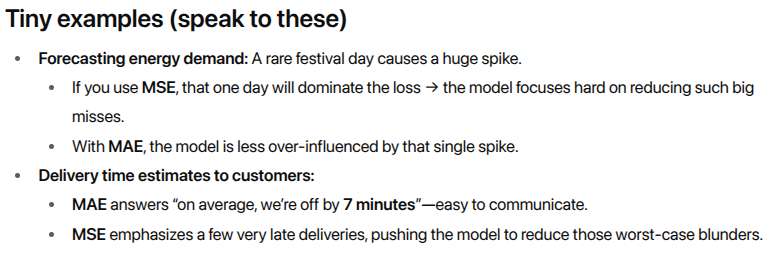 Tiny examples (speak to these)
Forecasting energy demand: A rare festival day causes a huge spike.
If you use MSE, that one day will dominate the loss → the model focuses hard on reducing such big
misses.
With MAE, the model is less over-influenced by that single spike.
Delivery time estimates to customers:
MAE answers “on average, we’re off by 7 minutes”—easy to communicate.
MSE emphasizes a few very late deliveries, pushing the model to reduce those worst-case blunders.